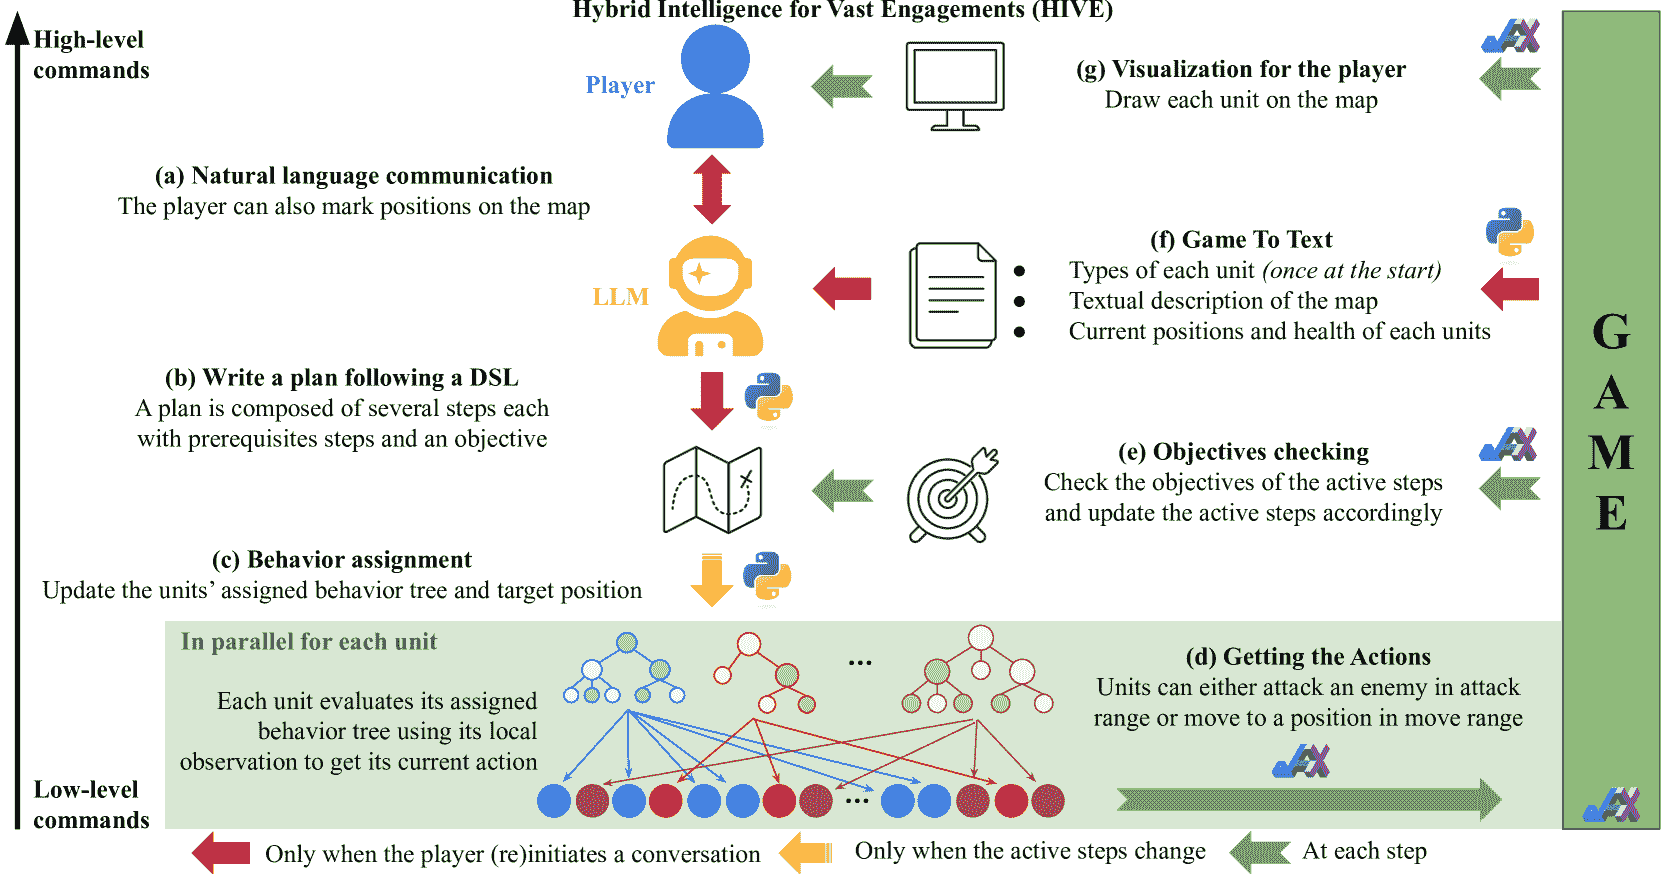 Hybrid Intelligence for Vast Engagements (HIVE)
High-level
commands
Player
(g) Visualization for the player
Draw each unit on the map
(a) Natural language communication
The player can also mark positions on the map
LLM
(f) Game To Text
• Types of each unit (once at the start)
• Textual description of the map
• Current positions and health of each units
GAME
(b) Write a plan following a DSL
A plan is composed of several steps each
with prerequisites steps and an objective
(e) Objectives checking
Check the objectives of the active steps
and update the active steps accordingly
(c) Behavior assignment
Update the units' assigned behavior tree and target position
In parallel for each unit
Each unit evaluates its assigned
behavior tree using its local
observation to get its current action
...
...
(d) Getting the Actions
Units can either attack an enemy in attack
range or move to a position in move range
Low-level
commands
Only when the player (re)initiates a conversation
Only when the active steps change
At each step
JAX
JAX
JAX
JAX